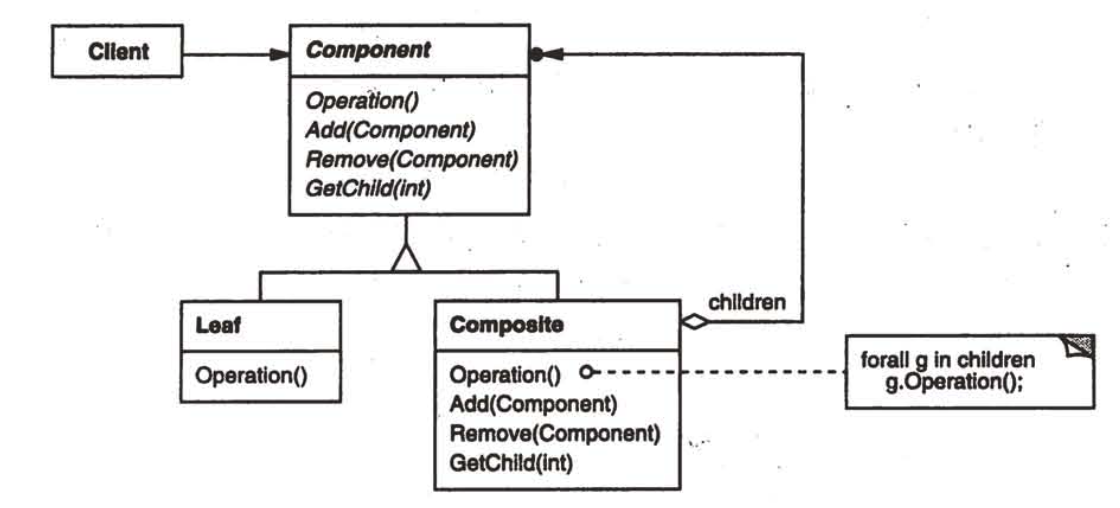 Client
Component
Operation()
Add(Component)
Remove(Component)
GetChild(int)
Leaf
Operation()
Composite
Operation()
Add(Component)
Remove(Component)
GetChild(int)
children
forall g in children
g.Operation();